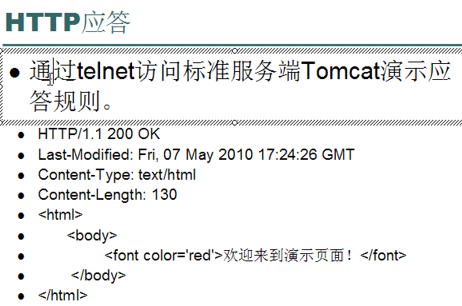 HTTP应答
通过telnet访问标准服务端Tomcat演示应
答规则。
HTTP/1.1 200 OK
Last-Modified: Fri, 07 May 2010 17:24:26 GMT
Content-Type: text/html
Content-Length: 130
<html>
<body>
<font color='red'>欢迎来到演示页面！</font>
</body>
</html>